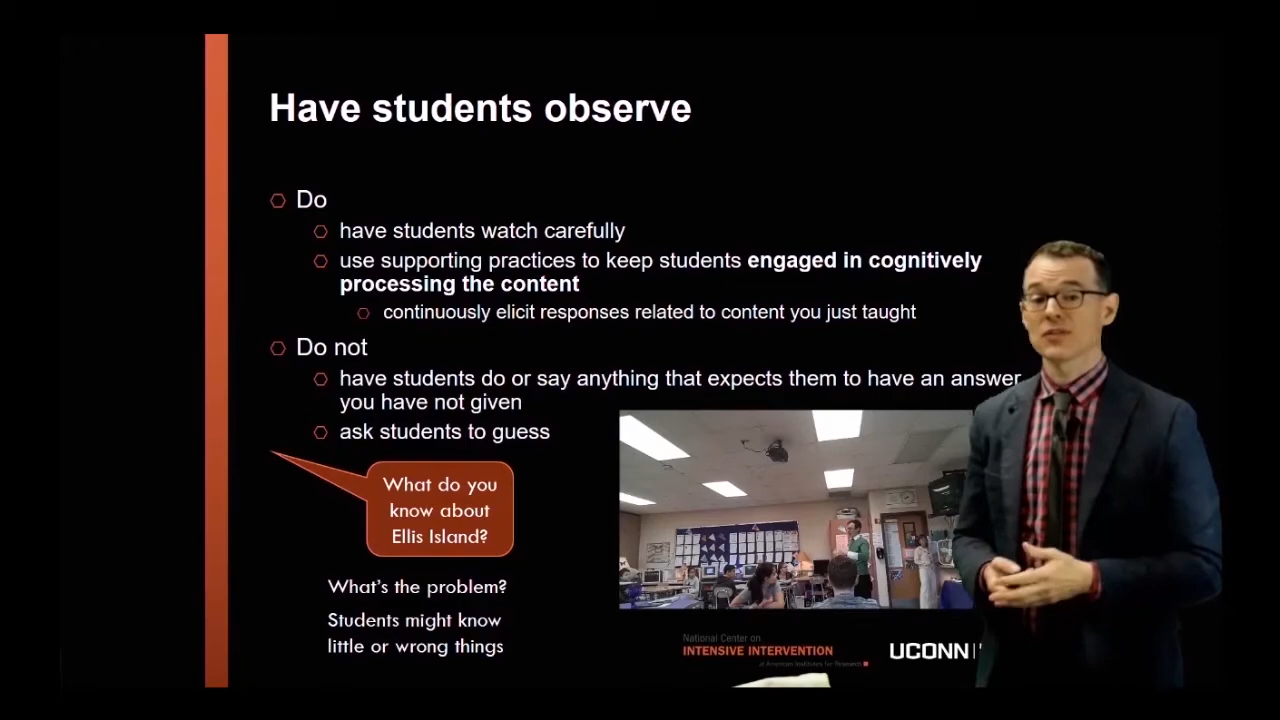 Have students observe
Do
have students watch carefully
use supporting practices to keep students engaged in cognitively
processing the content
continuously elicit responses related to content you just taught
Do not
have students do or say anything that expects them to have an answer
you have not given
ask students to guess
What do you
know about
Ellis Island?
What's the problem?
Students might know
little or wrong things
National Center on
INTENSIVE INTERVENTION
at American Institutes for Research
UCONN